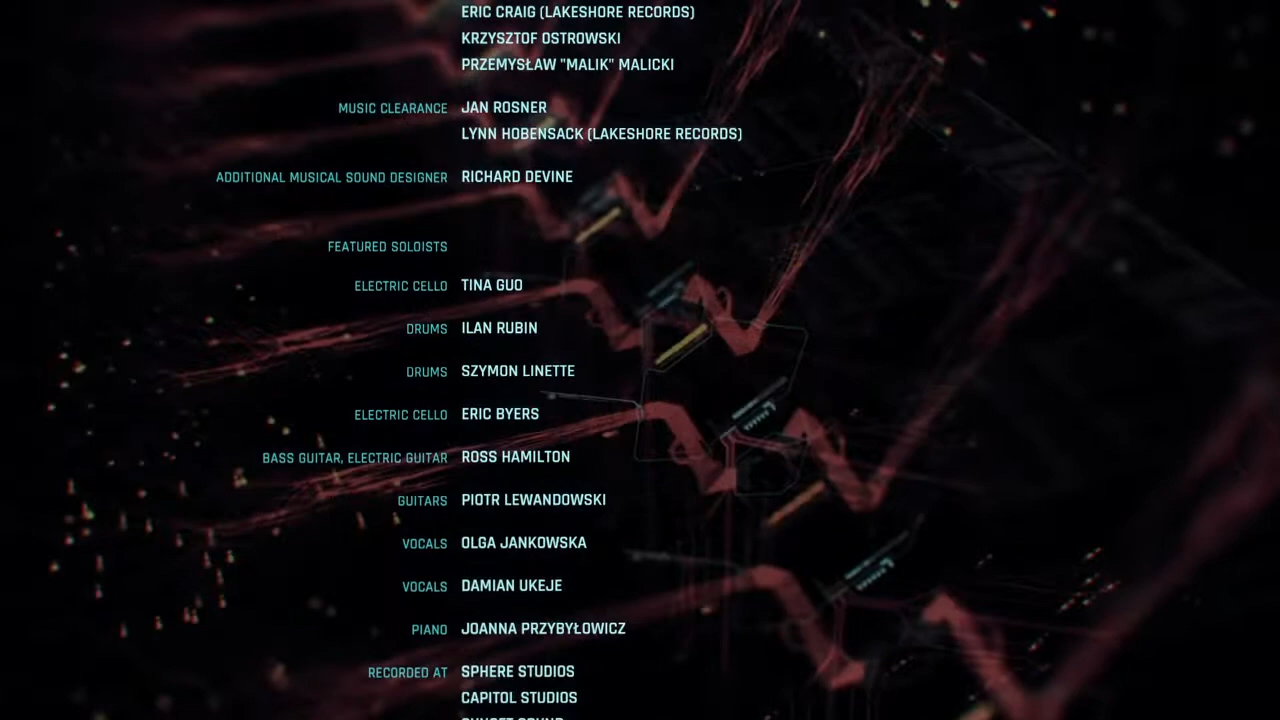 ERIC CRAIG (LAKESHORE RECORDS)
KRZYSZTOF OSTROWSKI
PRZEMYSŁAW "MALIK" MALICKI
MUSIC CLEARANCE JAN ROSNER
LYNN HOBENSACK (LAKESHORE RECORDS)
ADDITIONAL MUSICAL SOUND DESIGNER RICHARD DEVINE
FEATURED SOLOISTS
ELECTRIC CELLO TINA GUO
DRUMS ILAN RUBIN
DRUMS SZYMON LINETTE
ELECTRIC CELLO ERIC BYERS
BASS GUITAR, ELECTRIC GUITAR ROSS HAMILTON
GUITARS PIOTR LEWANDOWSKI
VOCALS OLGA JANKOWSKA
VOCALS DAMIAN UKEJE
PIANO JOANNA PRZYBYŁOWICZ
RECORDED AT SPHERE STUDIOS
CAPITOL STUDIOS